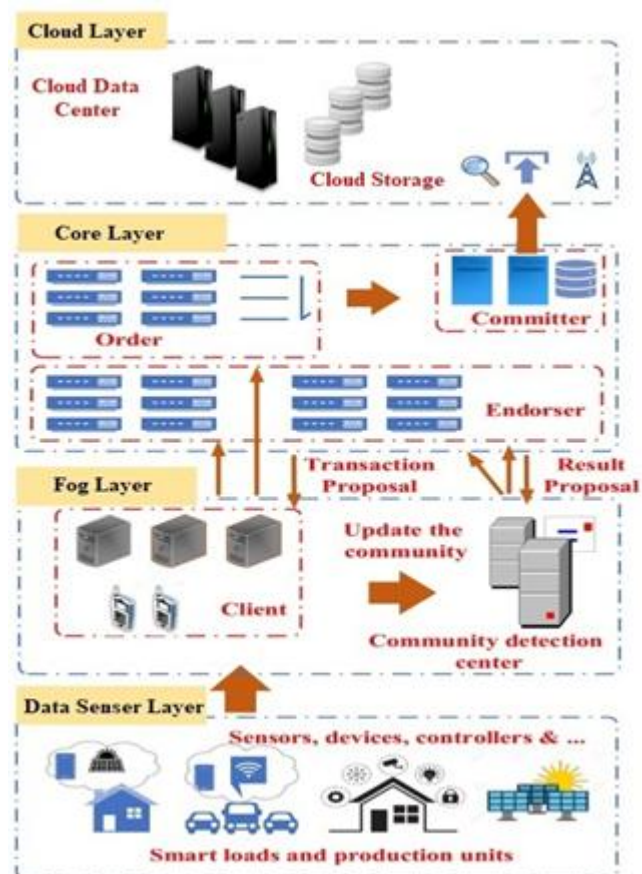 Cloud Layer
Cloud Data
Center
Cloud Storage
Core Layer
Order
Committer
Endorser
Transaction
Proposal
Result
Proposal
Fog Layer
Update the
community
Client
Community detection
center
Data Senser Layer
Sensors, devices, controllers & ...
Smart loads and production units